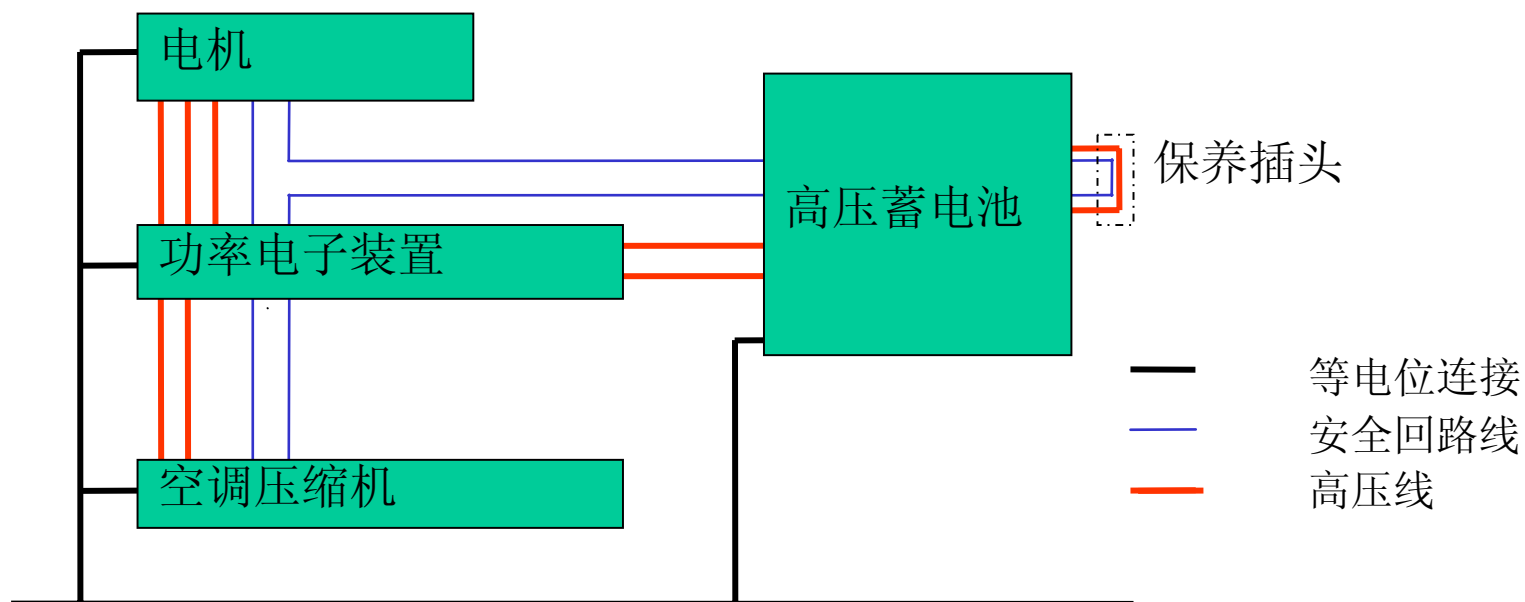 电机
保养插头
高压蓄电池
功率电子装置
等电位连接
安全回路线
空调压缩机
高压线